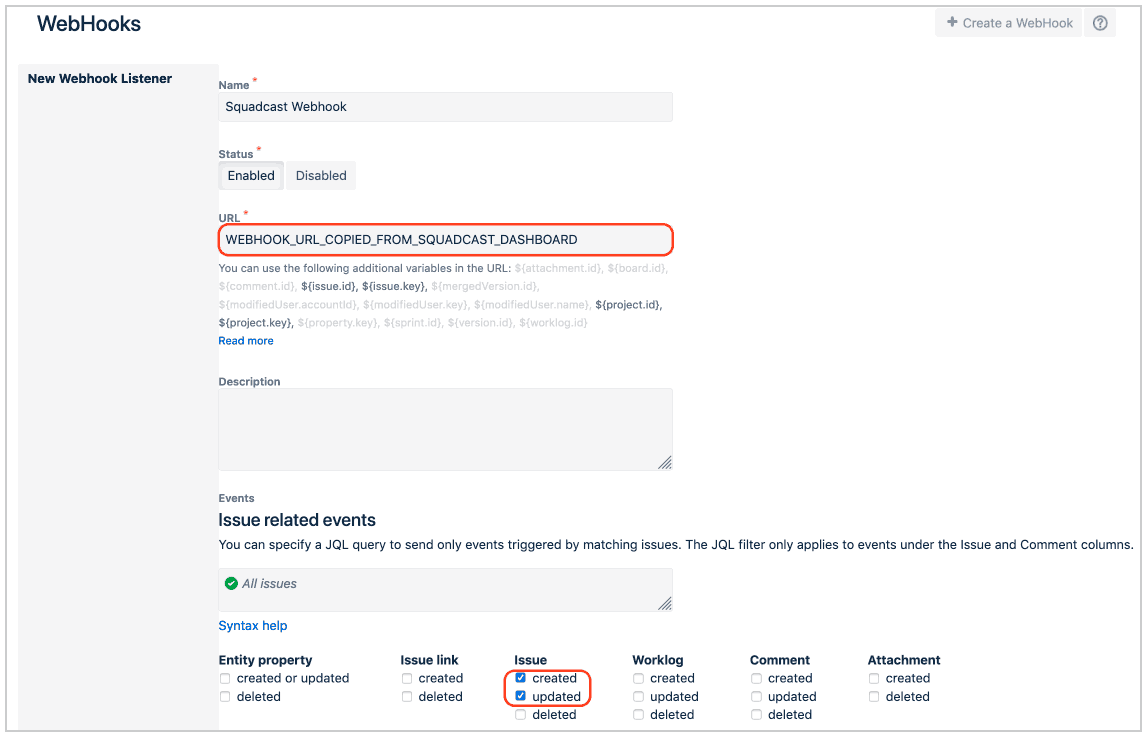 WebHooks
+ Create a WebHook
New Webhook Listener
Name *
Squadcast Webhook
Status *
Enabled Disabled
URL *
WEBHOOK_URL_COPIED_FROM_SQUADCAST_DASHBOARD
You can use the following additional variables in the URL: ${attachment.id}, ${board.id},
${comment.id}, ${issue.id}, ${issue.key}, ${mergedVersion.id},
${modifiedUser.accountId}, ${modifiedUser.key}, ${modifiedUser.name}, ${project.id},
${project.key}, ${property.key}, ${sprint.id}, ${version.id}, ${worklog.id}
Read more
Description
Events
Issue related events
You can specify a JQL query to send only events triggered by matching issues. The JQL filter only applies to events under the Issue and Comment columns.
All issues
Syntax help
Entity property Issue link Issue Worklog Comment Attachment
created or updated created created created created created
deleted deleted updated updated updated deleted
deleted deleted deleted